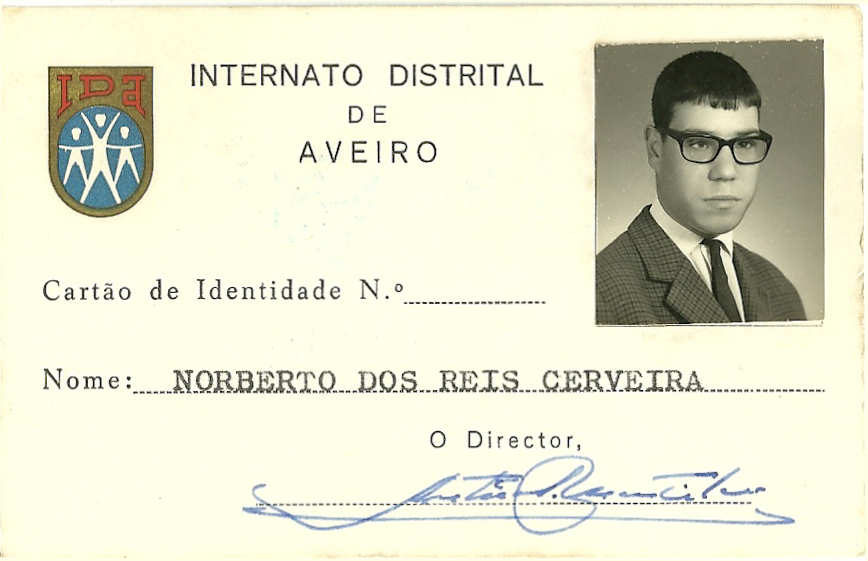 IDA
INTERNATO DISTRITAL
DE
AVEIRO
Cartão de Identidade N.º
Nome: NORBERTO DOS REIS CERVEIRA
O Director,